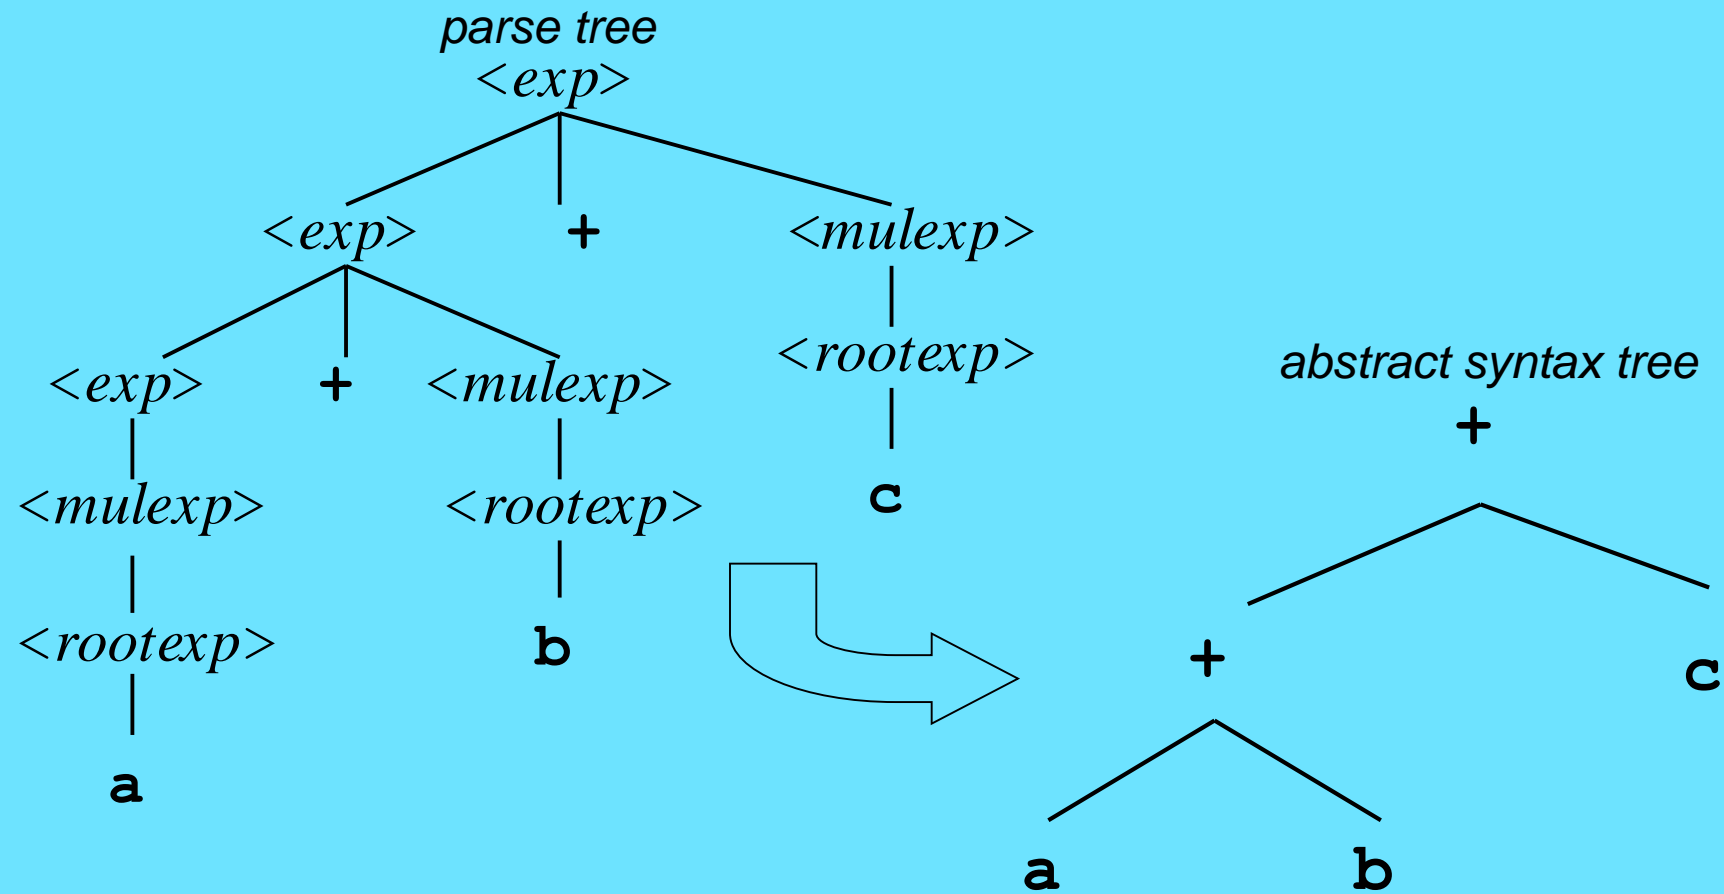 parse tree
<exp>
<exp> + <mulexp>
<rootexp>
<exp> + <mulexp>
c
<mulexp> <rootexp>
b
<rootexp>
a
abstract syntax tree
+
+ c
a b